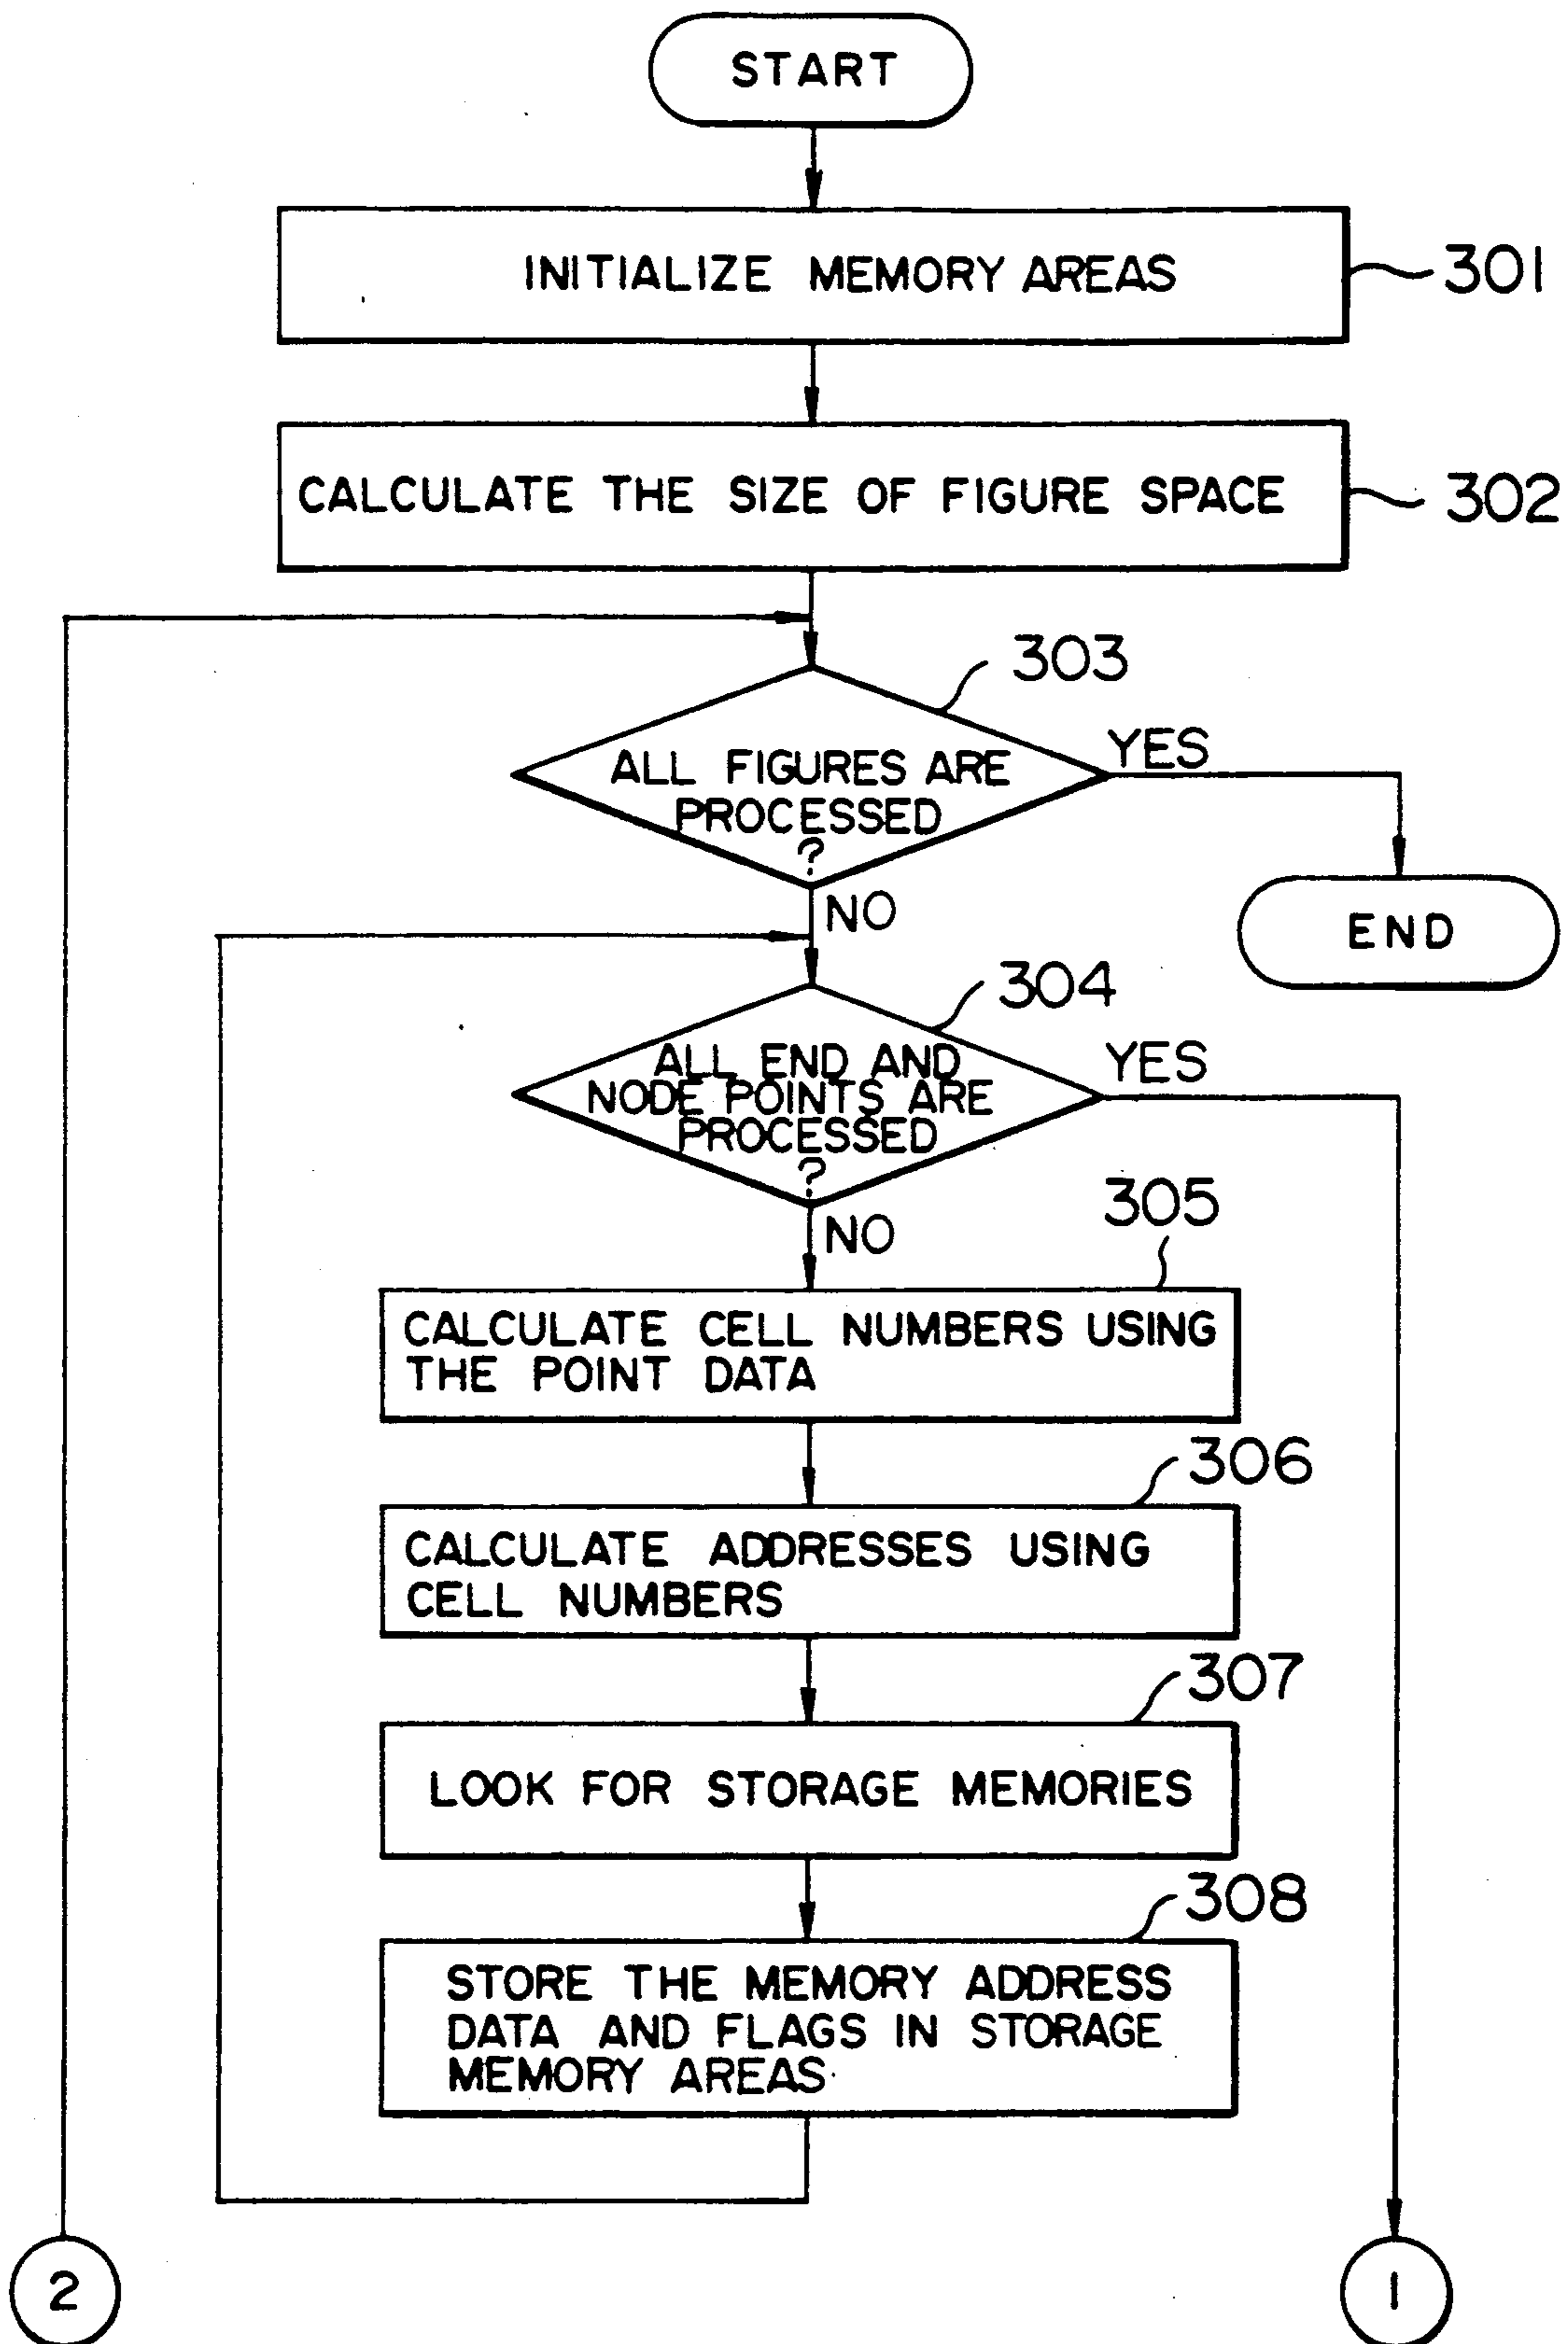 START
INITIALIZE MEMORY AREAS
301
CALCULATE THE SIZE OF FIGURE SPACE
302
303
ALL FIGURES ARE
PROCESSED
?
YES
NO
END
304
ALL END AND
NODE POINTS ARE
PROCESSED
?
YES
NO
305
CALCULATE CELL NUMBERS USING
THE POINT DATA
306
CALCULATE ADDRESSES USING
CELL NUMBERS
307
LOOK FOR STORAGE MEMORIES
308
STORE THE MEMORY ADDRESS
DATA AND FLAGS IN STORAGE
MEMORY AREAS
2
1